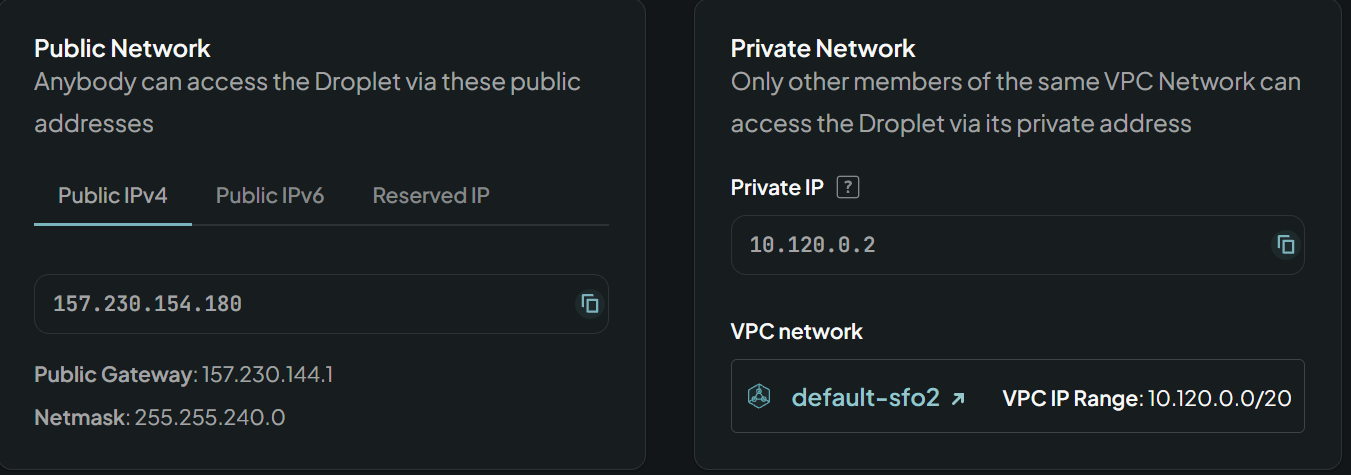 Public Network
Anybody can access the Droplet via these public
addresses
Public IPv4 Public IPv6 Reserved IP
157.230.154.180
Public Gateway: 157.230.144.1
Netmask: 255.255.240.0
Private Network
Only other members of the same VPC Network can
access the Droplet via its private address
Private IP ?
10.120.0.2
VPC network
default-sfo2 VPC IP Range: 10.120.0.0/20